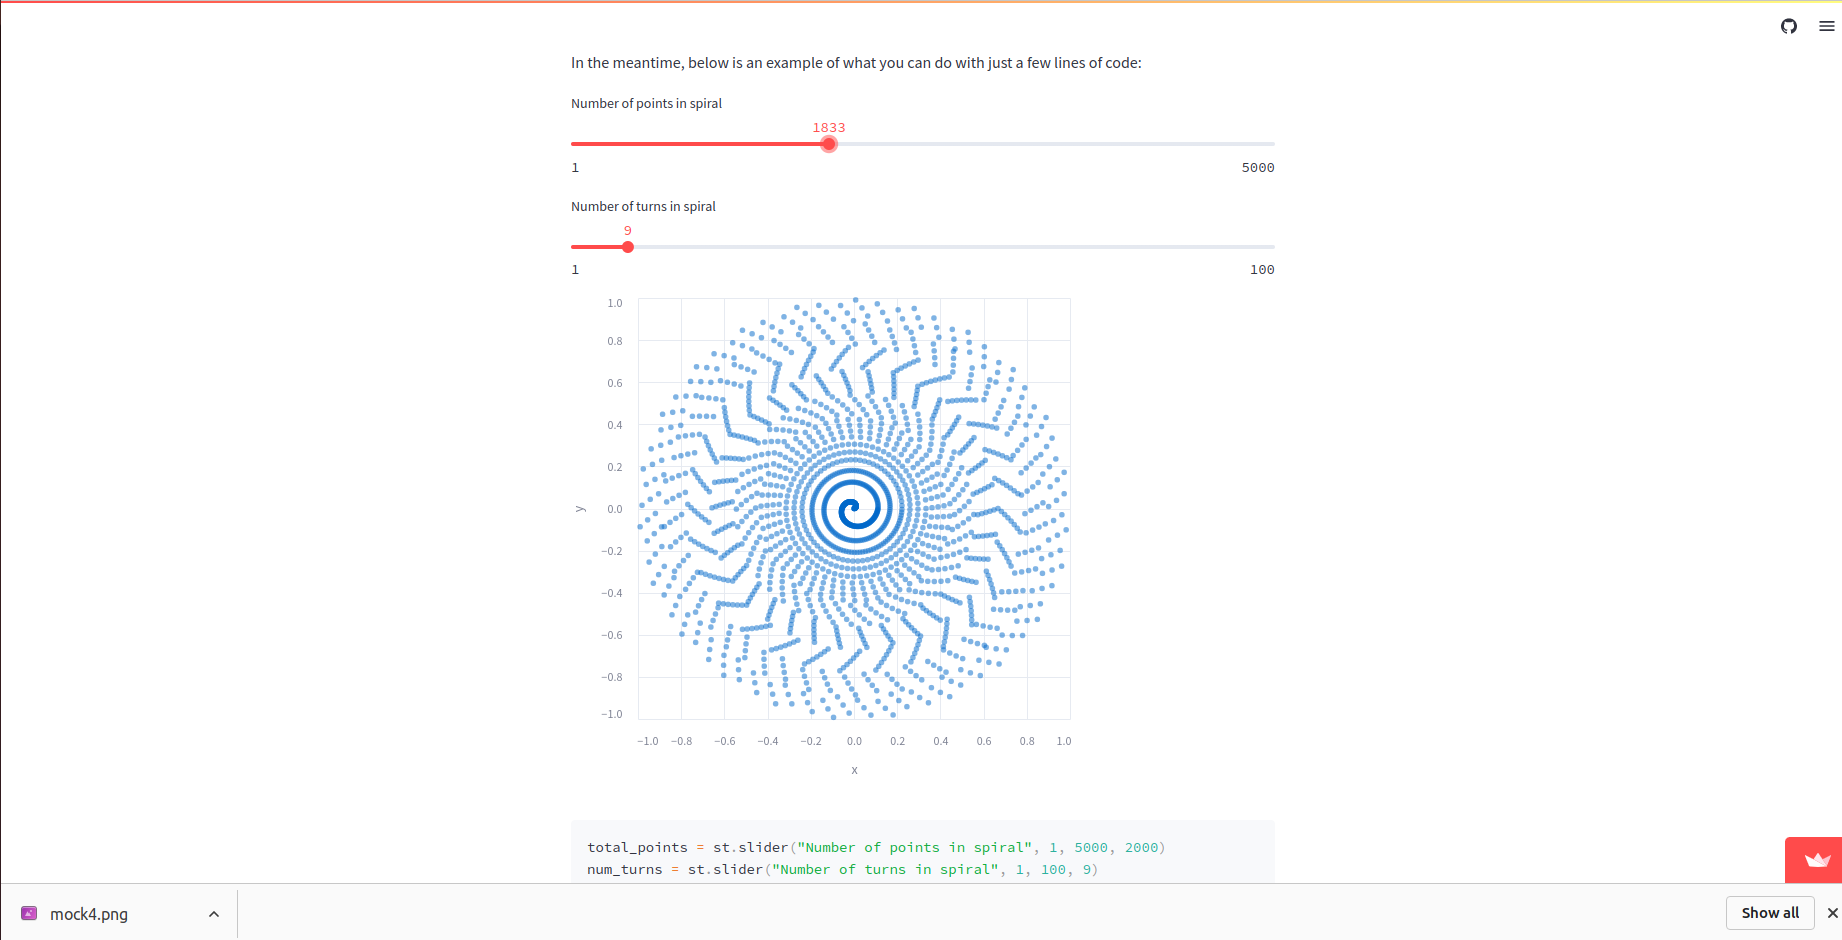 In the meantime, below is an example of what you can do with just a few lines of code:
Number of points in spiral
1833
1 5000
Number of turns in spiral
9
1 100
1.0
0.8
0.6
0.4
0.2
0.0
−0.2
−0.4
−0.6
−0.8
−1.0
y
−1.0 −0.8 −0.6 −0.4 −0.2 0.0 0.2 0.4 0.6 0.8 1.0
x
total_points = st.slider("Number of points in spiral", 1, 5000, 2000)
num_turns = st.slider("Number of turns in spiral", 1, 100, 9)
mock4.png
Show all